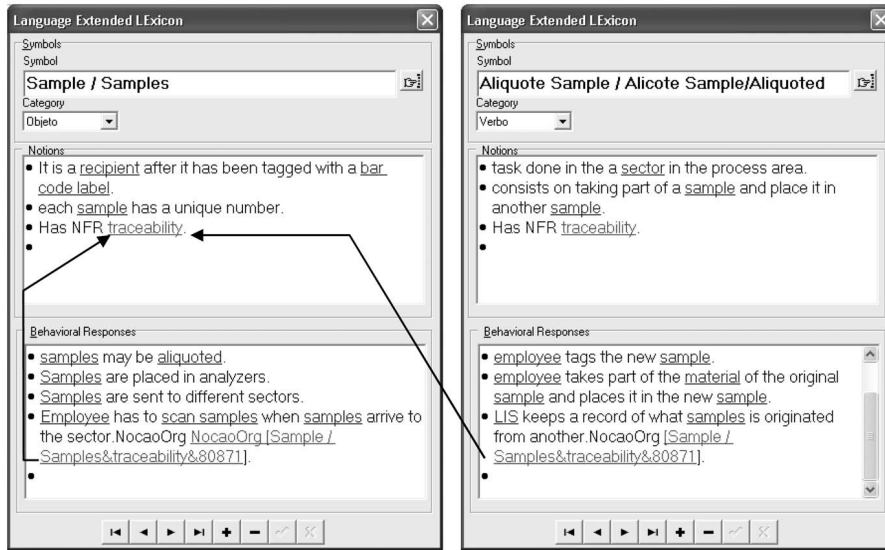 Language Extended LExicon
Symbols
Symbol
Sample / Samples
Category
Objeto
Notions
• It is a recipient after it has been tagged with a bar
code label.
• each sample has a unique number.
• Has NFR traceability.
•
Behavioral Responses
• samples may be aliquoted.
• Samples are placed in analyzers.
• Samples are sent to different sectors.
• Employee has to scan samples when samples arrive to
the sector.NocaoOrg NocaoOrg [Sample /
Samples&traceability&80871].
•
Language Extended LExicon
Symbols
Symbol
Aliquote Sample / Alicote Sample/Aliquoted
Category
Verbo
Notions
• task done in the a sector in the process area.
• consists on taking part of a sample and place it in
another sample.
• Has NFR traceability.
•
Behavioral Responses
• employee tags the new sample.
• employee takes part of the material of the original
sample and places it in the new sample.
• LIS keeps a record of what samples is originated
from another.NocaoOrg [Sample /
Samples&traceability&80871].
•